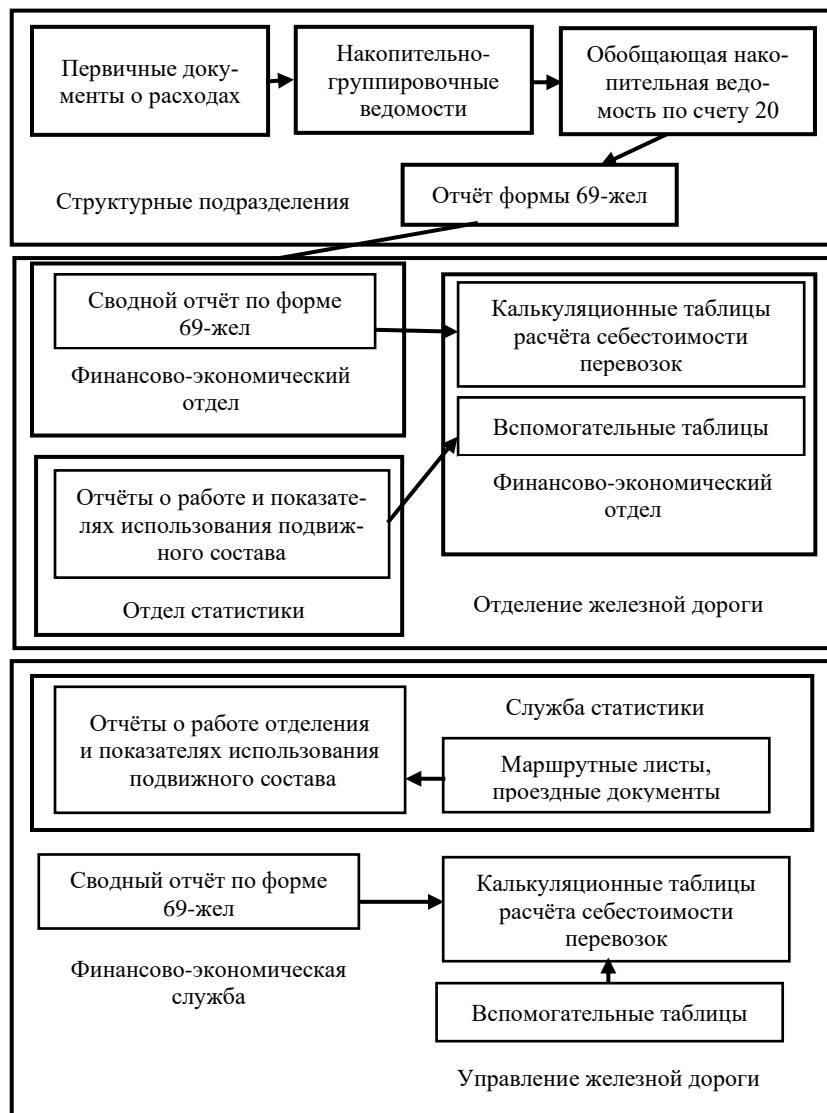 Первичные доку-
менты о расходах
Накопительно-
группировочные
ведомости
Обобщающая нако-
пительная ведо-
мость по счету 20
Отчёт формы 69-жел
Структурные подразделения
Сводной отчёт по форме
69-жел
Финансово-экономический
отдел
Калькуляционные таблицы
расчёта себестоимости
перевозок
Вспомогательные таблицы
Финансово-экономический
отдел
Отчёты о работе и показате-
лях использования подвиж-
ного состава
Отдел статистики
Отделение железной дороги
Отчёты о работе отделения
и показателях использования
подвижного состава
Служба статистики
Маршрутные листы,
проездные документы
Сводный отчёт по форме
69-жел
Финансово-экономическая
служба
Калькуляционные таблицы
расчёта себестоимости
перевозок
Вспомогательные таблицы
Управление железной дороги